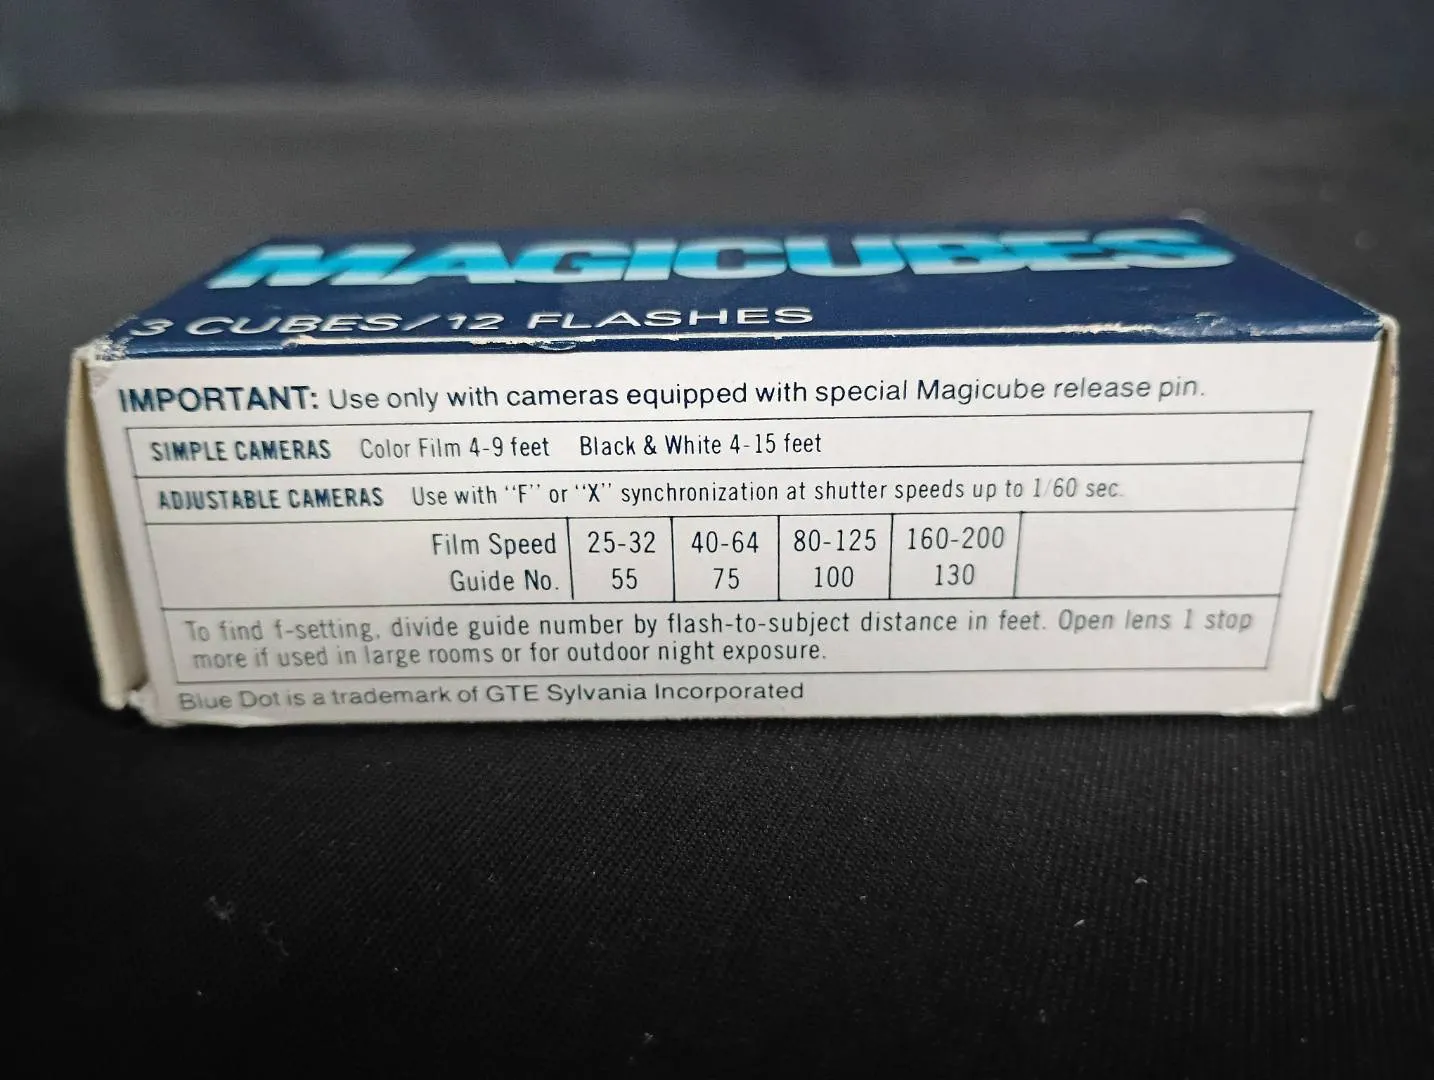 MAGICUBES
3 CUBES/12 FLASHES
IMPORTANT: Use only with cameras equipped with special Magicube release pin.
SIMPLE CAMERAS Color Film 4-9 feet Black & White 4-15 feet
ADJUSTABLE CAMERAS Use with "F" or "X" synchronization at shutter speeds up to 1/60 sec.
Film Speed 25-32 40-64 80-125 160-200
Guide No. 55 75 100 130
To find f-setting, divide guide number by flash-to-subject distance in feet. Open lens 1 stop
more if used in large rooms or for outdoor night exposure.
Blue Dot is a trademark of GTE Sylvania Incorporated